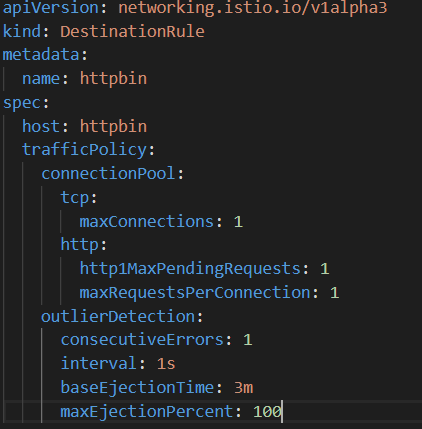 apiVersion: networking.istio.io/v1alpha3
kind: DestinationRule
metadata:
  name: httpbin
spec:
  host: httpbin
  trafficPolicy:
    connectionPool:
      tcp:
        maxConnections: 1
      http:
        http1MaxPendingRequests: 1
        maxRequestsPerConnection: 1
    outlierDetection:
      consecutiveErrors: 1
      interval: 1s
      baseEjectionTime: 3m
      maxEjectionPercent: 100